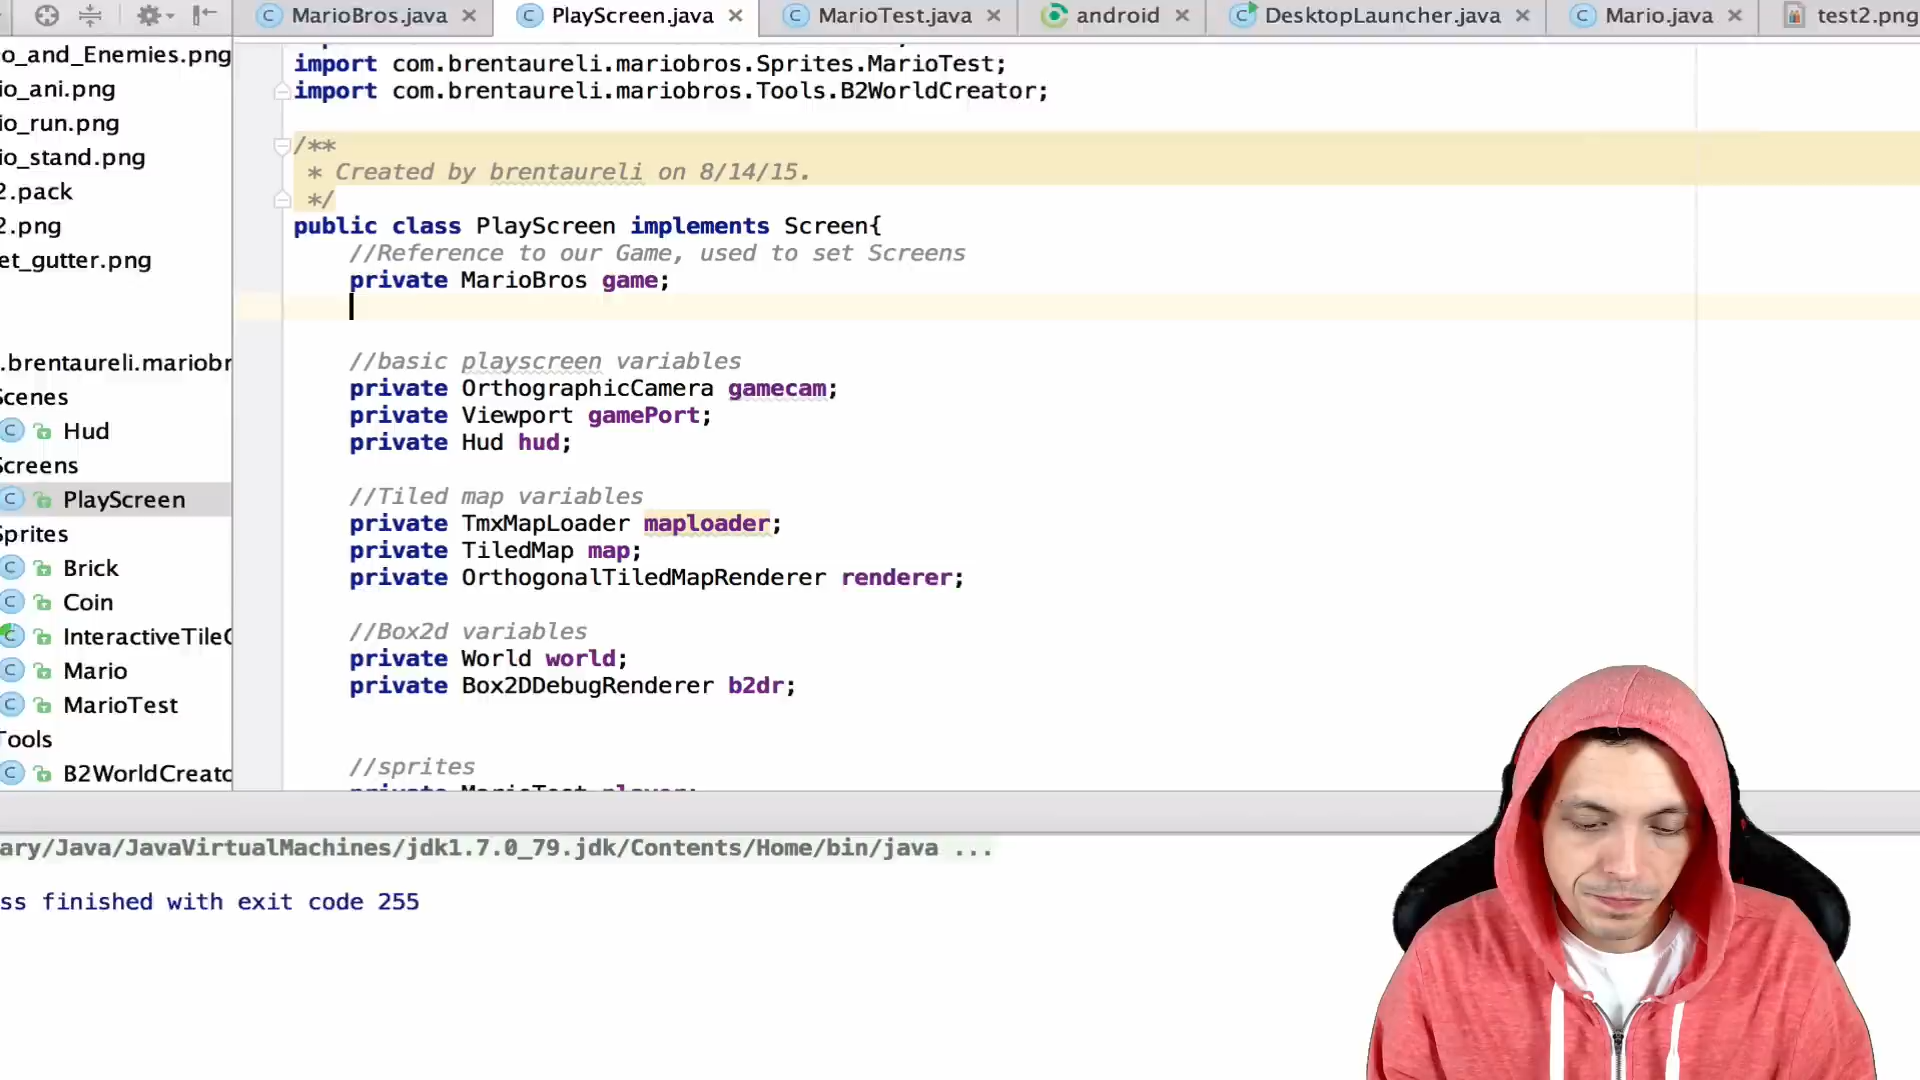 MarioBros.java
PlayScreen.java
MarioTest.java
android
DesktopLauncher.java
Mario.java
test2.png
o_and_Enemies.png
io_ani.png
io_run.png
io_stand.png
2.pack
2.png
et_gutter.png
.brentaureli.mariobr
Scenes
Hud
Screens
PlayScreen
Sprites
Brick
Coin
InteractiveTileO
Mario
MarioTest
Tools
B2WorldCreato
import com.brentaureli.mariobros.Sprites.MarioTest;
import com.brentaureli.mariobros.Tools.B2WorldCreator;
/**
* Created by brentaureli on 8/14/15.
*/
public class PlayScreen implements Screen{
//Reference to our Game, used to set Screens
private MarioBros game;
//basic playscreen variables
private OrthographicCamera gamecam;
private Viewport gamePort;
private Hud hud;
//Tiled map variables
private TmxMapLoader maploader;
private TiledMap map;
private OrthogonalTiledMapRenderer renderer;
//Box2d variables
private World world;
private Box2DDebugRenderer b2dr;
//sprites
private MarioTest player;
ary/Java/JavaVirtualMachines/jdk1.7.0_79.jdk/Contents/Home/bin/java ...
ss finished with exit code 255